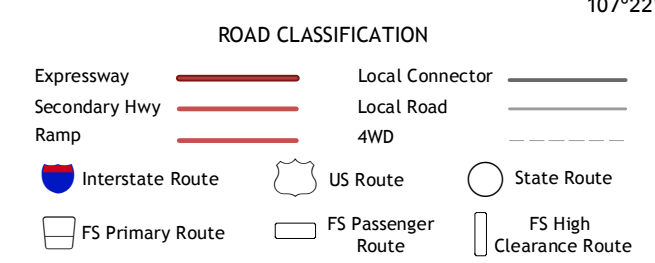 107°22'
ROAD CLASSIFICATION
Expressway
Local Connector
Secondary Hwy
Local Road
Ramp
4WD
Interstate Route
US Route
State Route
FS Primary Route
FS Passenger
Route
FS High
Clearance Route